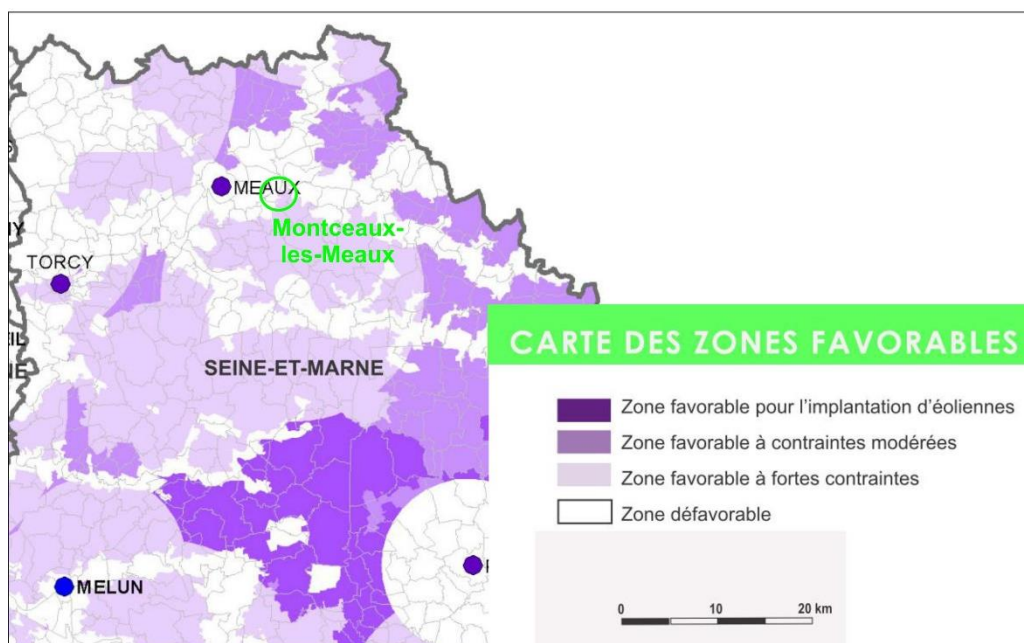 MEAUX
Montceaux-
les-Meaux
TORCY
SEINE-ET-MARNE
CARTE DES ZONES FAVORABLES
Zone favorable pour l’implantation d’éoliennes
Zone favorable à contraintes modérées
Zone favorable à fortes contraintes
Zone défavorable
MELUN
0 10 20 km